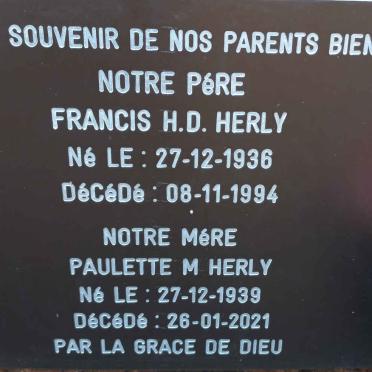 SOUVENIR DE NOS PARENTS BIEN
NOTRE PéRE
FRANCIS H.D. HERLY
Né LE : 27-12-1936
DéCéDé : 08-11-1994
NOTRE MéRE
PAULETTE M HERLY
Né LE : 27-12-1939
DéCéDé : 26-01-2021
PAR LA GRACE DE DIEU